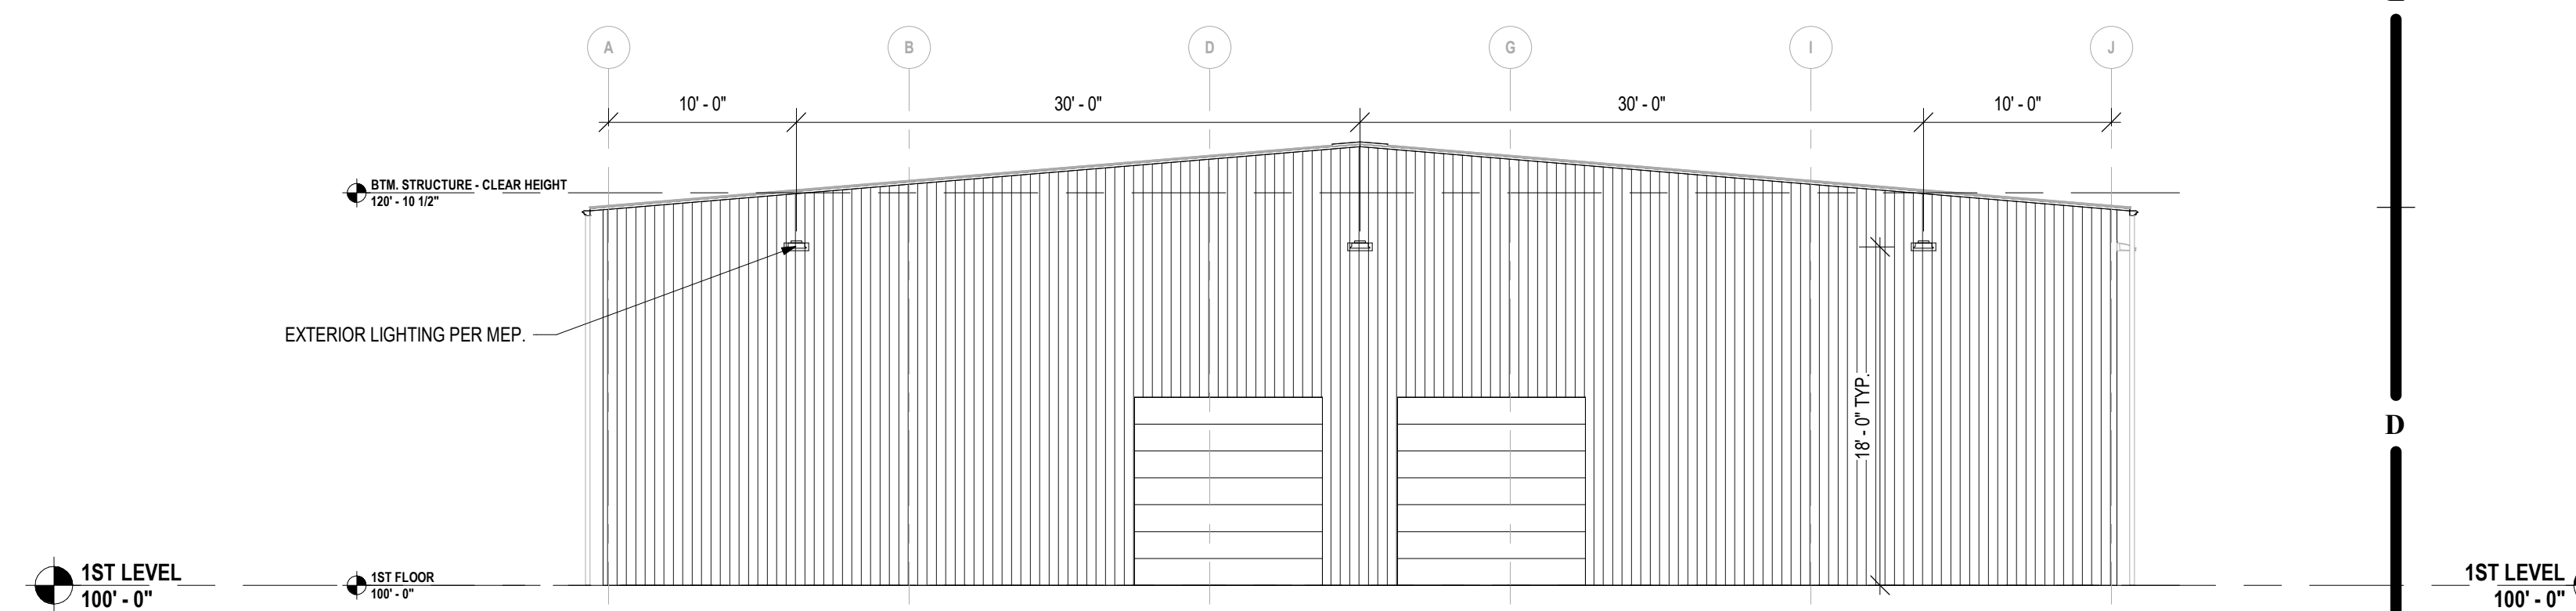 A
B
D
G
I
J
10' - 0"
30' - 0"
30' - 0"
10' - 0"
BTM. STRUCTURE - CLEAR HEIGHT
120' - 10 1/2"
EXTERIOR LIGHTING PER MEP.
18' - 0" TYP.
D
1ST LEVEL
100' - 0"
1ST FLOOR
100' - 0"
1ST LEVEL
100' - 0"